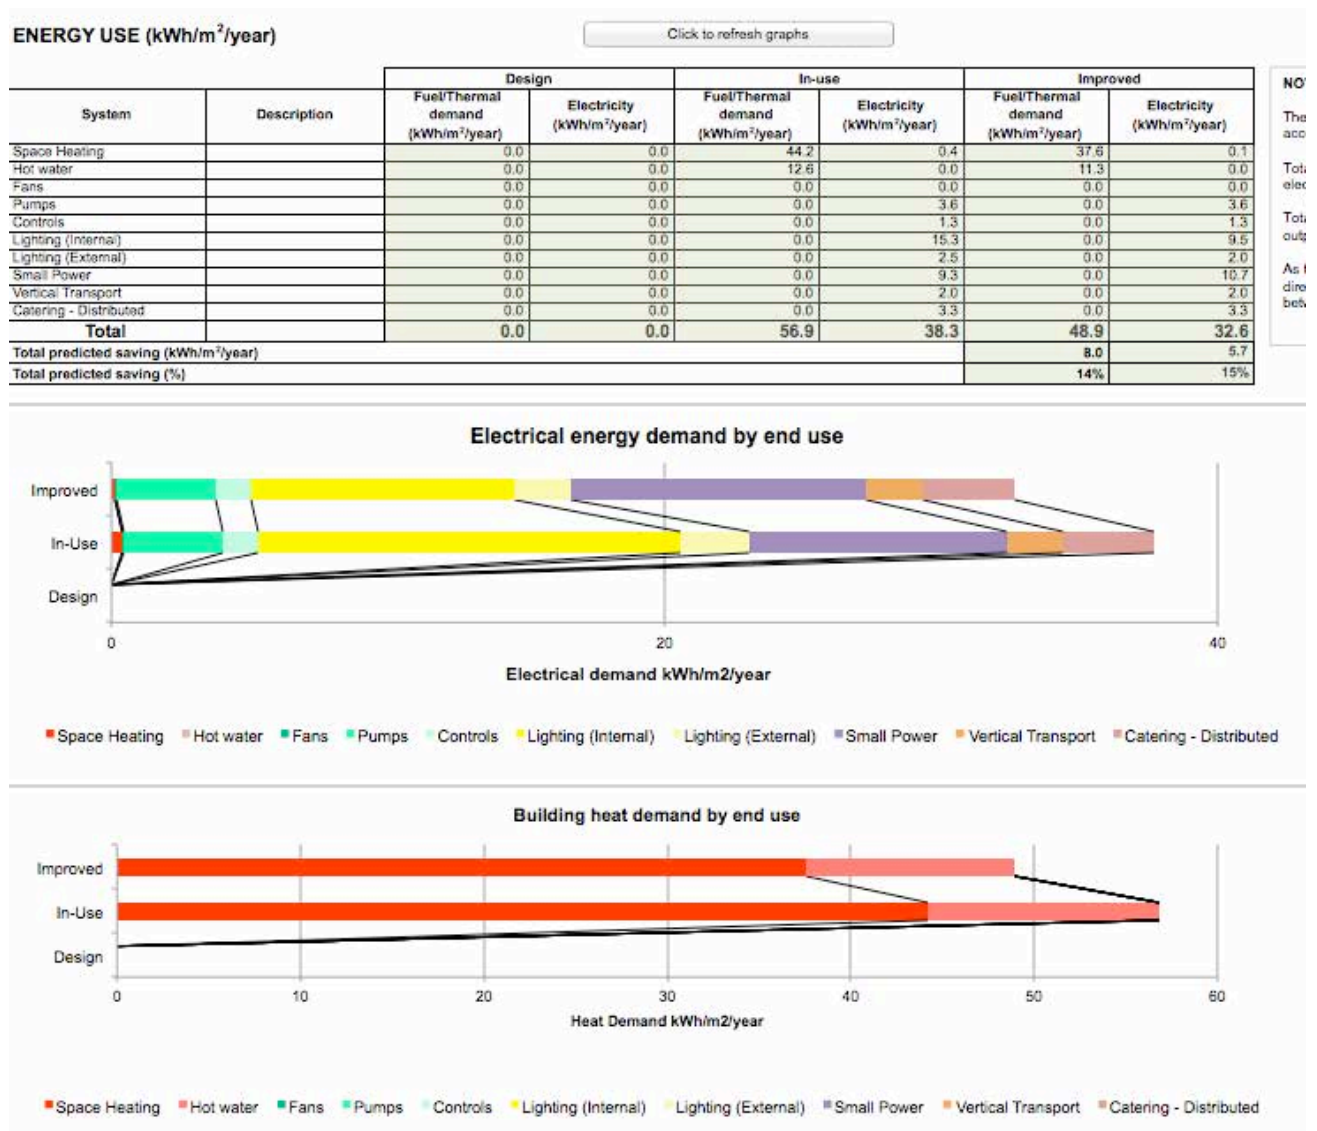 ENERGY USE (kWh/m²/year)
Click to refresh graphs
Design In-use Improved
System Description Fuel/Thermal demand (kWh/m²/year) Electricity (kWh/m²/year) Fuel/Thermal demand (kWh/m²/year) Electricity (kWh/m²/year) Fuel/Thermal demand (kWh/m²/year) Electricity (kWh/m²/year)
Space Heating 0.0 0.0 44.2 0.4 37.6 0.1
Hot water 0.0 0.0 12.6 0.0 11.3 0.0
Fans 0.0 0.0 0.0 0.0 0.0 0.0
Pumps 0.0 0.0 0.0 3.6 0.0 3.6
Controls 0.0 0.0 0.0 1.3 0.0 1.3
Lighting (Internal) 0.0 0.0 0.0 15.3 0.0 9.5
Lighting (External) 0.0 0.0 0.0 2.5 0.0 2.0
Small Power 0.0 0.0 0.0 9.3 0.0 10.7
Vertical Transport 0.0 0.0 0.0 2.0 0.0 2.0
Catering - Distributed 0.0 0.0 0.0 3.3 0.0 3.3
Total 0.0 0.0 56.9 38.3 48.9 32.6
Total predicted saving (kWh/m²/year) 8.0 5.7
Total predicted saving (%) 14% 15%
The
As
Electrical energy demand by end use
Improved
In-Use
Design
0 20 40
Electrical demand kWh/m2/year
Space Heating Hot water Fans Pumps Controls Lighting (Internal) Lighting (External) Small Power Vertical Transport Catering - Distributed
Building heat demand by end use
Improved
In-Use
Design
0 10 20 30 40 50 60
Heat Demand kWh/m2/year
Space Heating Hot water Fans Pumps Controls Lighting (Internal) Lighting (External) Small Power Vertical Transport Catering - Distributed